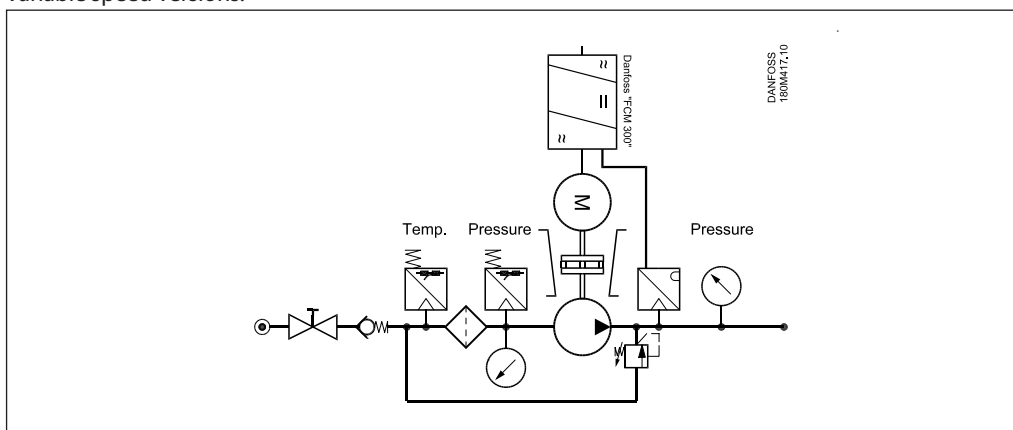 Variable speed versions:
DANFOSS
180M417.10
Danfoss "FCM 300"
M
Temp.
Pressure
Pressure